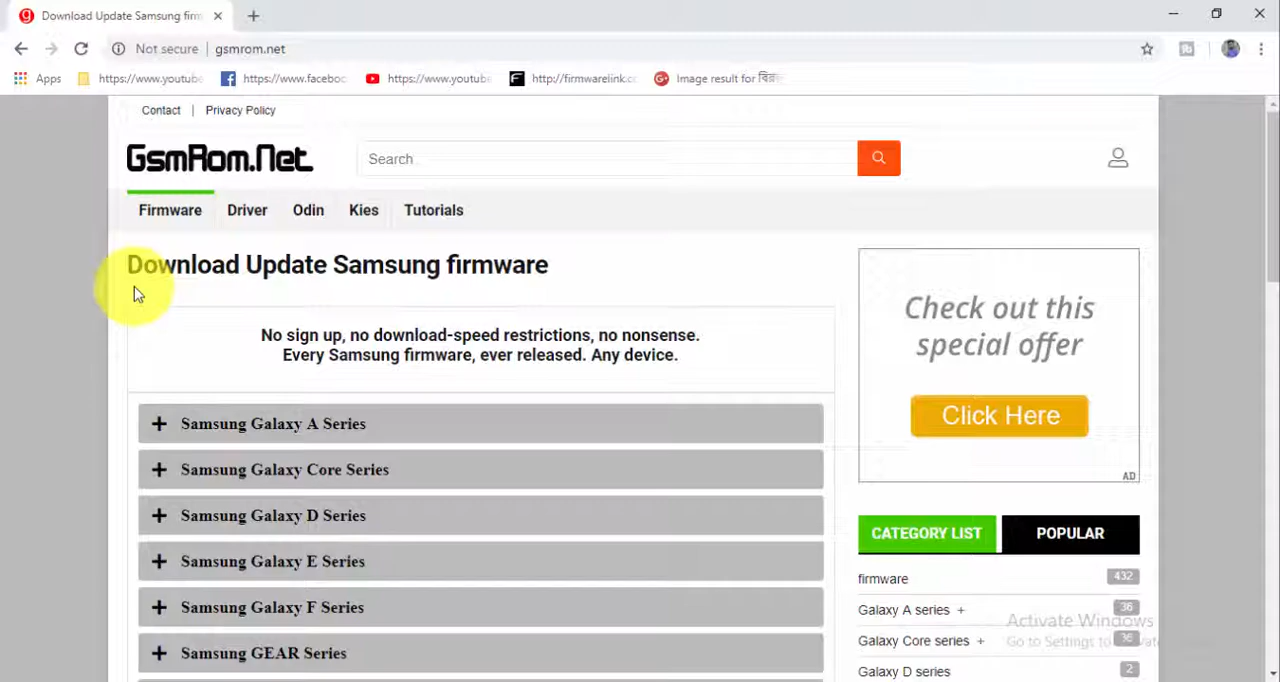 Download Update Samsung firm
Not secure | gsmrom.net
Apps https://www.youtube https://www.faceboo https://www.youtube http://firmwarelink.co Image result for
Contact | Privacy Policy
GsmRom.Net
Search
Firmware Driver Odin Kies Tutorials
Download Update Samsung firmware
No sign up, no download-speed restrictions, no nonsense.
Every Samsung firmware, ever released. Any device.
+ Samsung Galaxy A Series
+ Samsung Galaxy Core Series
+ Samsung Galaxy D Series
+ Samsung Galaxy E Series
+ Samsung Galaxy F Series
+ Samsung GEAR Series
Check out this
special offer
Click Here
AD
CATEGORY LIST POPULAR
firmware 432
Galaxy A series + 36
Galaxy Core series + 36
Galaxy D series 2
Activate Windows
Go to Settings to